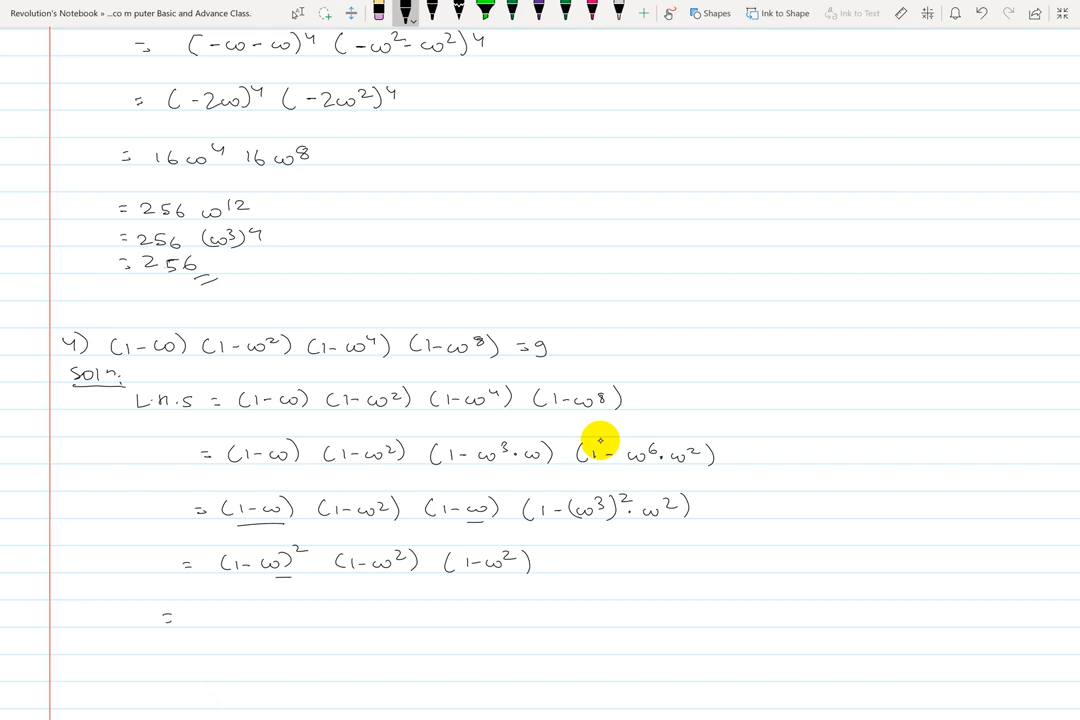 Revolution's Notebook » ...co m puter Basic and Advance Class.
Shapes
Ink to Shape
Ink to Text
= (-ω-ω)⁴ (-ω²-ω²)⁴
= (-2ω)⁴ (-2ω²)⁴
= 16ω⁴ 16ω⁸
= 256 ω¹²
= 256 (ω³)⁴
= 256
4) (1-ω) (1-ω²) (1-ω⁴) (1-ω⁸) = 9
Soln.
L.H.S = (1-ω) (1-ω²) (1-ω⁴) (1-ω⁸)
= (1-ω) (1-ω²) (1-ω³·ω) (1-ω⁶·ω²)
= (1-ω) (1-ω²) (1-ω) (1-(ω³)²·ω²)
= (1-ω)² (1-ω²) (1-ω²)
=